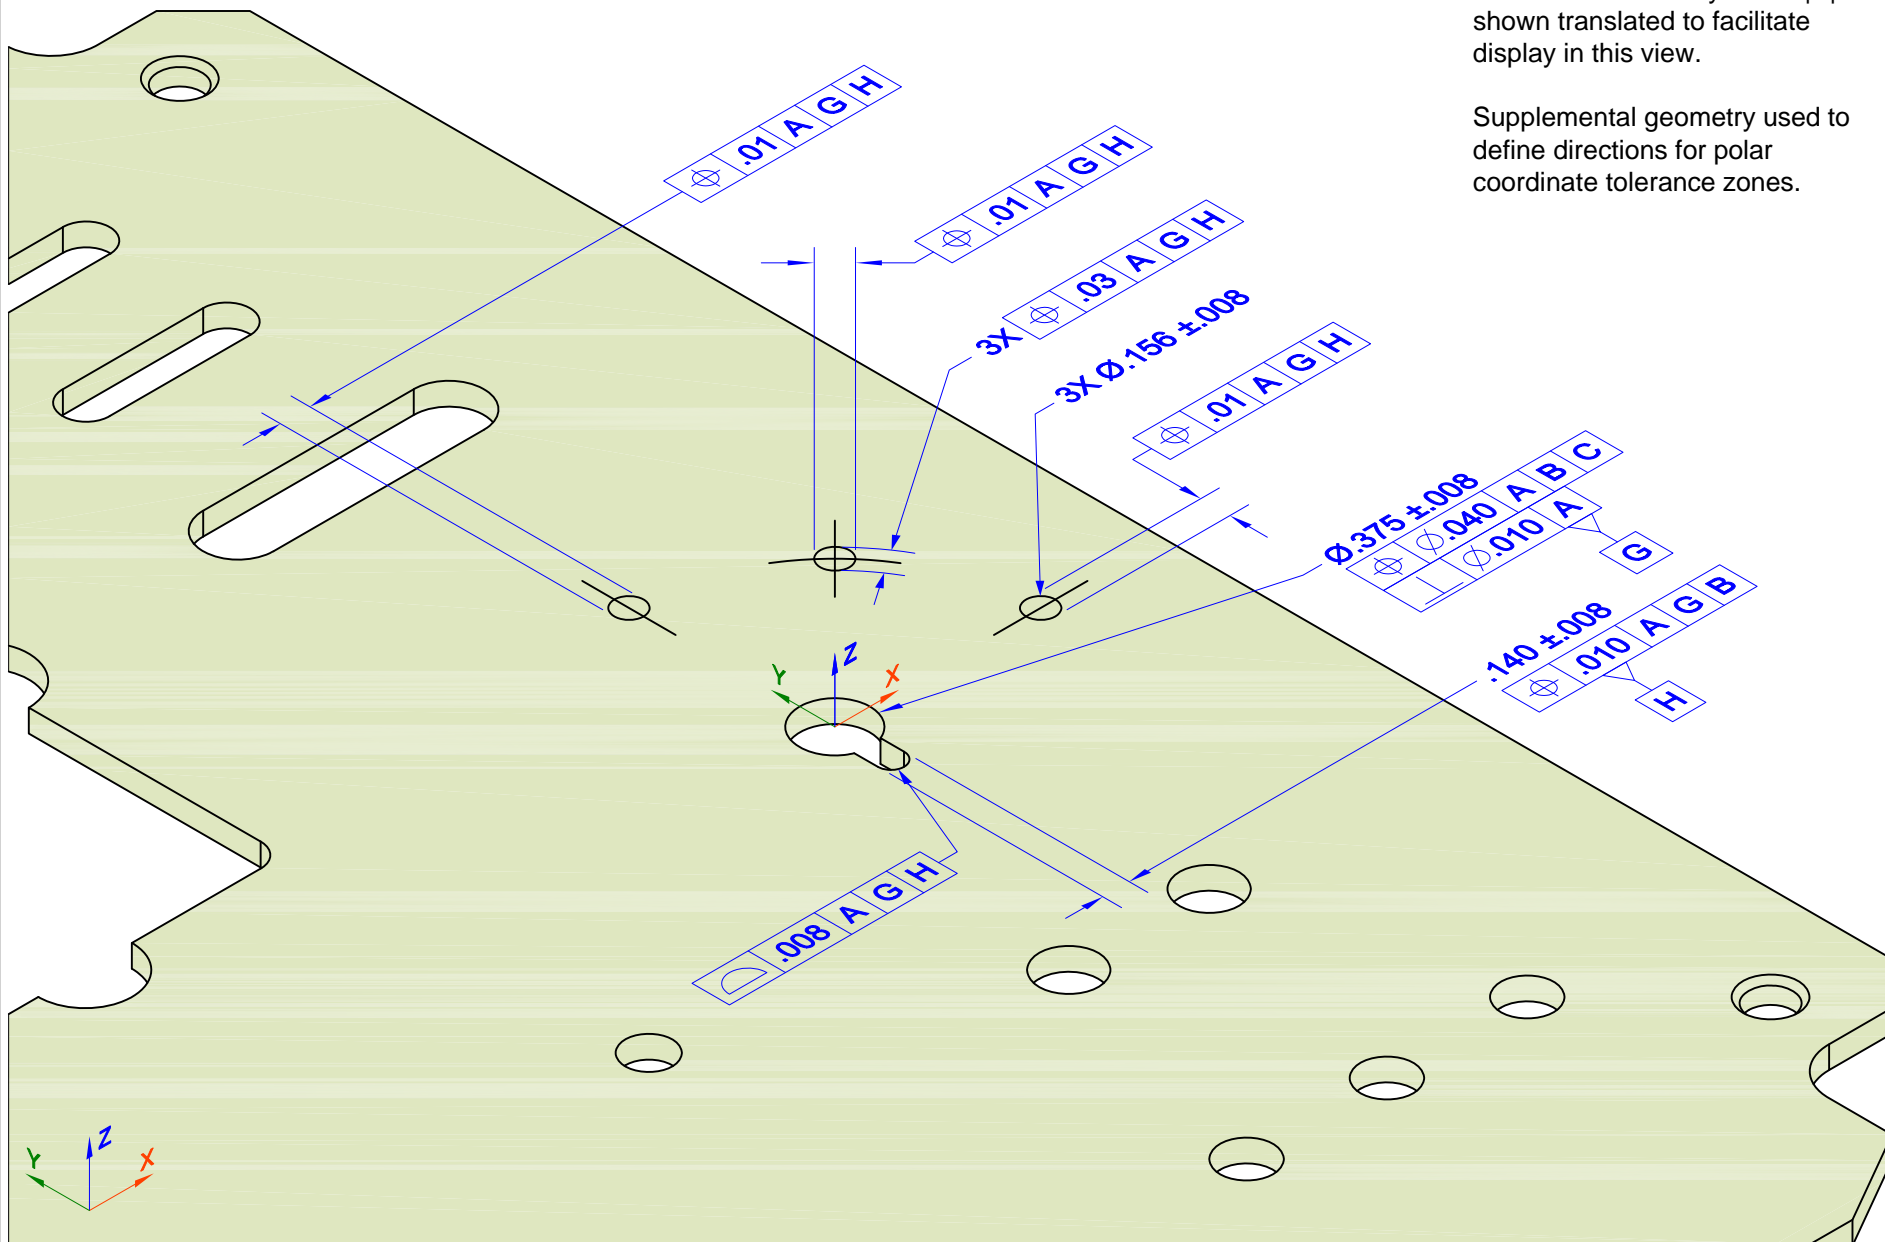 shown translated to facilitate
display in this view.
Supplemental geometry used to
define directions for polar
coordinate tolerance zones.
.01 A G H
.01 A G H
3X .03 A G H
3X Ø.156 ±.008
.01 A G H
Ø.375 ±.008
Ø.040 A B C
Ø.010 A
G
.140 ±.008
.010 A G B
H
Z
Y
X
.008 A G H
Z
Y
X